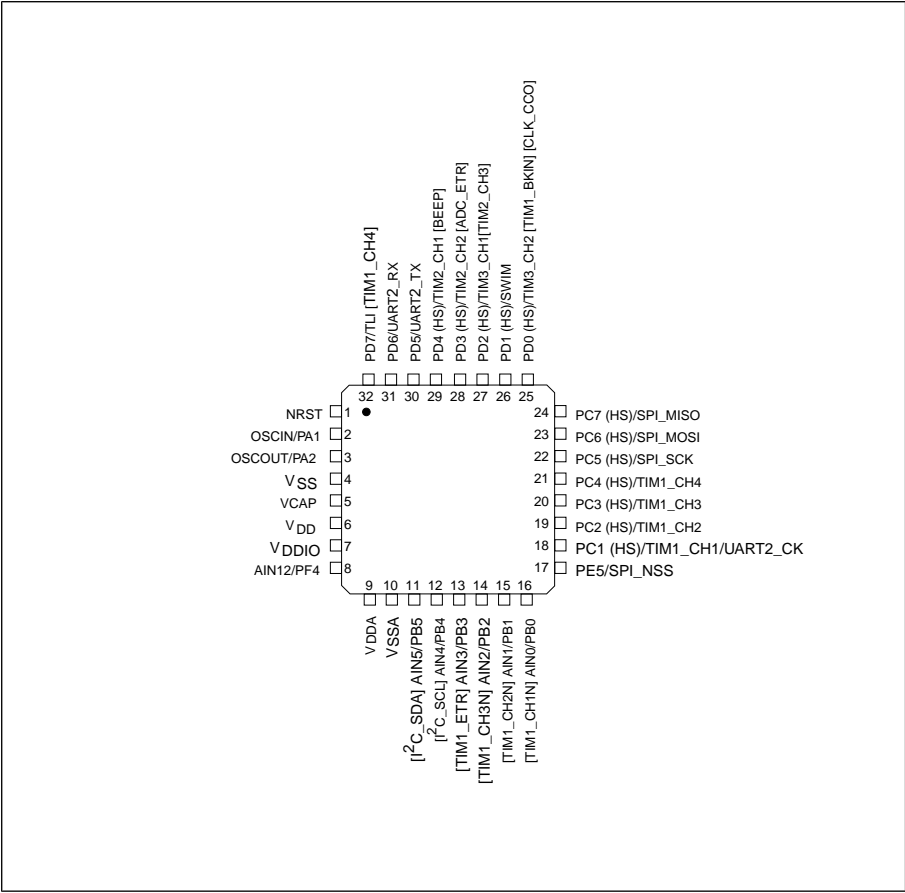 PD7/TLI [TIM1_CH4]
PD6/UART2_RX
PD5/UART2_TX
PD4 (HS)/TIM2_CH1 [BEEP]
PD3 (HS)/TIM2_CH2 [ADC_ETR]
PD2 (HS)/TIM3_CH1[TIM2_CH3]
PD1 (HS)/SWIM
PD0 (HS)/TIM3_CH2 [TIM1_BKIN] [CLK_CCO]
32 31 30 29 28 27 26 25
NRST 1
OSCIN/PA1 2
OSCOUT/PA2 3
VSS 4
VCAP 5
VDD 6
VDDIO 7
AIN12/PF4 8
24 PC7 (HS)/SPI_MISO
23 PC6 (HS)/SPI_MOSI
22 PC5 (HS)/SPI_SCK
21 PC4 (HS)/TIM1_CH4
20 PC3 (HS)/TIM1_CH3
19 PC2 (HS)/TIM1_CH2
18 PC1 (HS)/TIM1_CH1/UART2_CK
17 PE5/SPI_NSS
9 10 11 12 13 14 15 16
VDDA
VSSA
[I2C_SDA] AIN5/PB5
[I2C_SCL] AIN4/PB4
[TIM1_ETR] AIN3/PB3
[TIM1_CH3N] AIN2/PB2
[TIM1_CH2N] AIN1/PB1
[TIM1_CH1N] AIN0/PB0